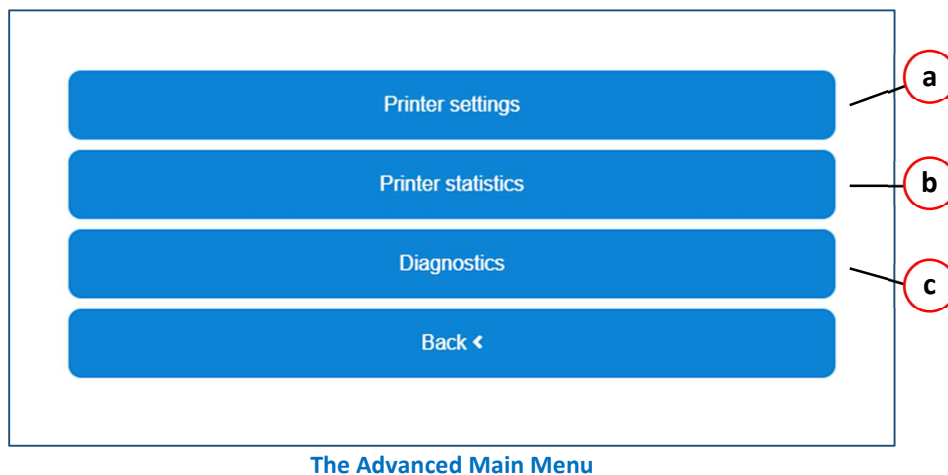 a
Printer settings
Printer statistics
b
Diagnostics
c
Back <
The Advanced Main Menu